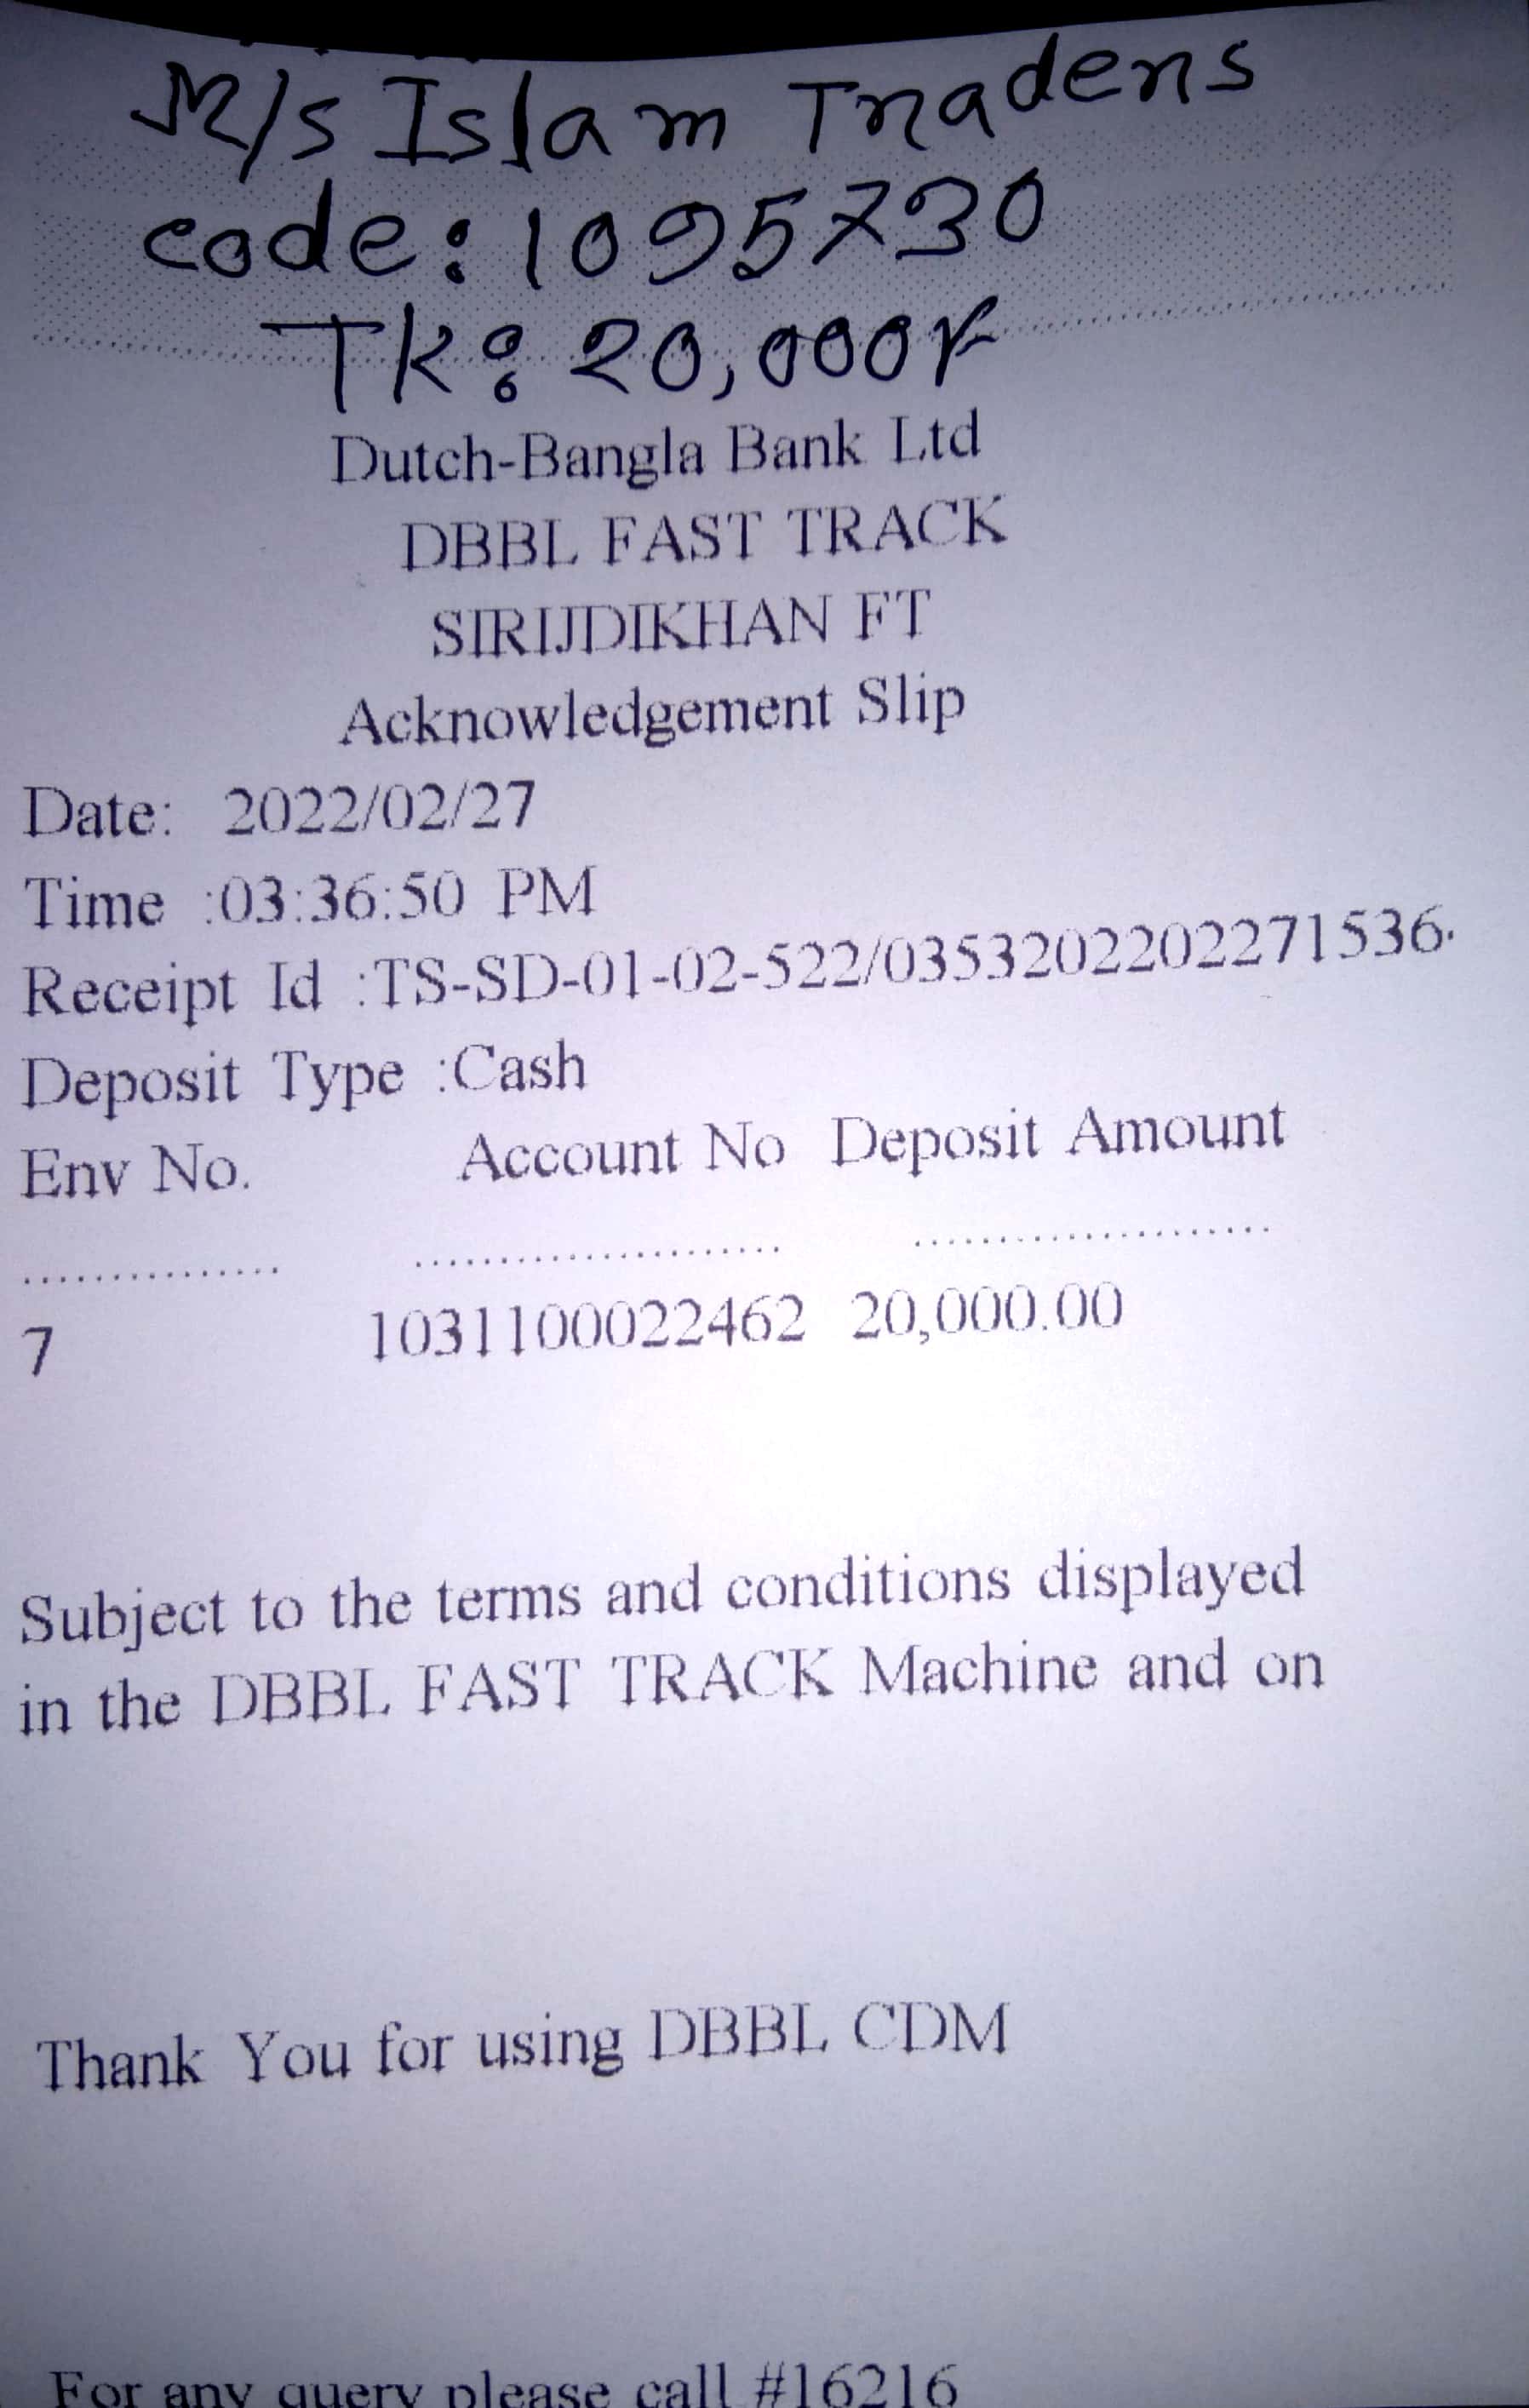 M/s Islam Traders
code: 1095730
TK: 20,000/-
Dutch-Bangla Bank Ltd
DBBL FAST TRACK
SIRIJDIKHAN FT
Acknowledgement Slip
Date: 2022/02/27
Time :03:36:50 PM
Receipt Id :TS-SD-01-02-522/0353202202271536
Deposit Type :Cash
Env No. Account No Deposit Amount
............... ...................... ......................
7 1031100022462 20,000.00
Subject to the terms and conditions displayed
in the DBBL FAST TRACK Machine and on
Thank You for using DBBL CDM
For any query please call #16216